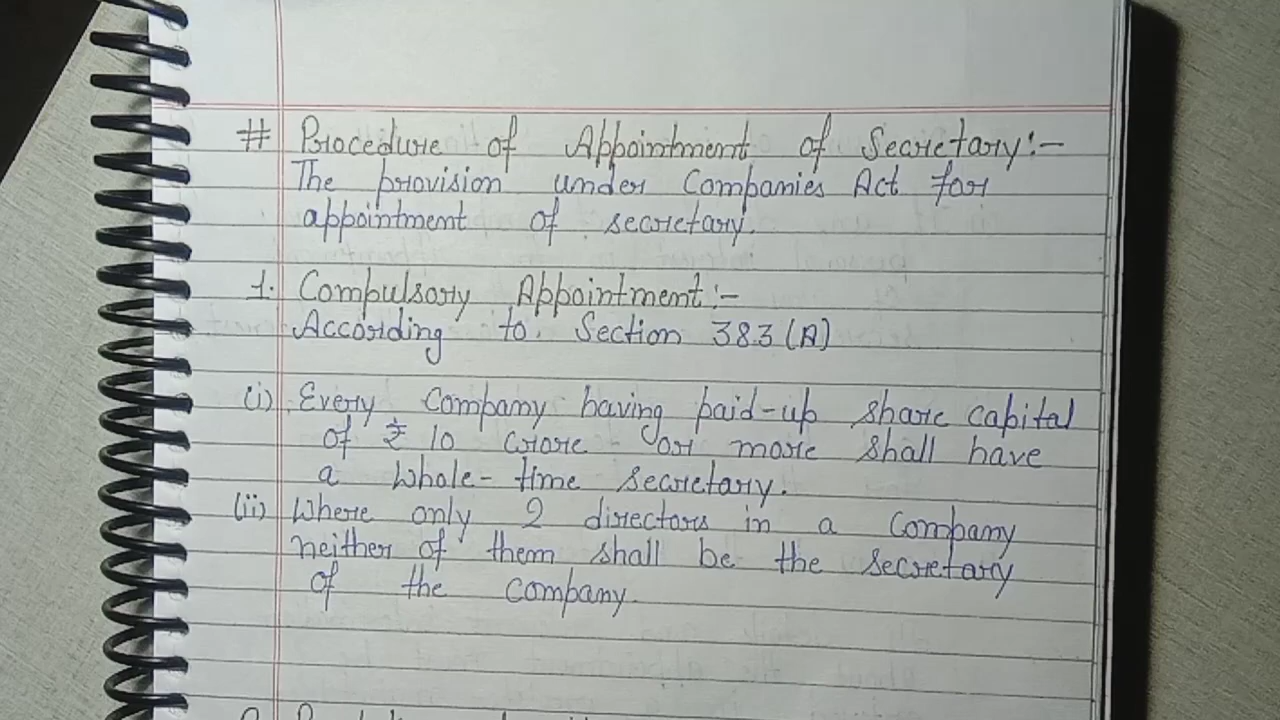 # Procedure of Appointment of Secretary:-
The provision under Companies Act for
appointment of secretary.
1. Compulsory Appointment:-
According to Section 383(A)
(i) Every Company having paid-up share capital
of ₹ 10 crore or more shall have
a whole-time secretary.
(ii) Where only 2 directors in a Company
neither of them shall be the secretary
of the company.